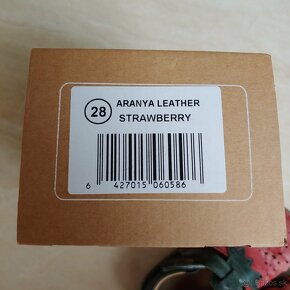 28
ARANYA LEATHER
STRAWBERRY
6 427015 060586